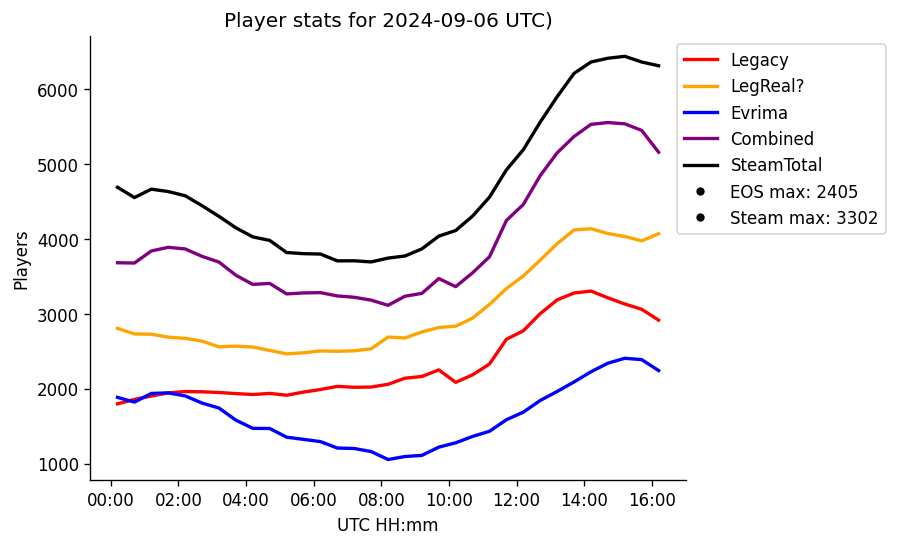 Player stats for 2024-09-06 UTC)
Players
6000
5000
4000
3000
2000
1000
00:00 02:00 04:00 06:00 08:00 10:00 12:00 14:00 16:00
UTC HH:mm
Legacy
LegReal?
Evrima
Combined
SteamTotal
EOS max: 2405
Steam max: 3302